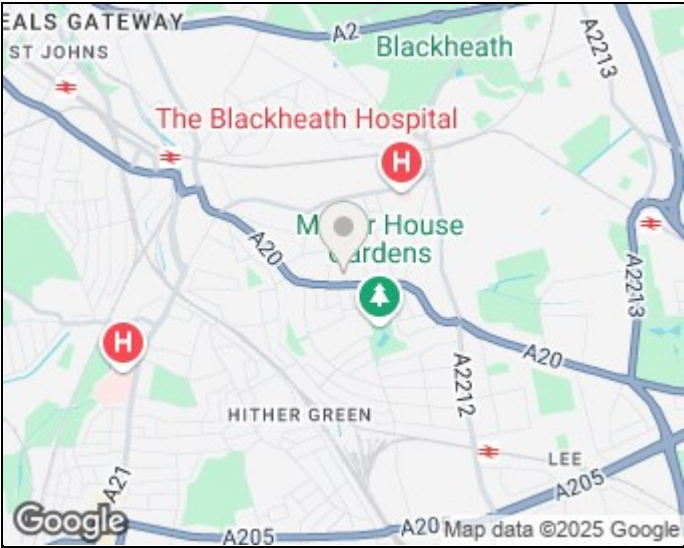 EALS GATEWAY
ST JOHNS
A2
Blackheath
A2213
The Blackheath Hospital
H
A20
House
Gardens
A2213
H
A20
A2212
HITHER GREEN
LEE
A205
A21
Google
A205
A20
Map data ©2025 Google